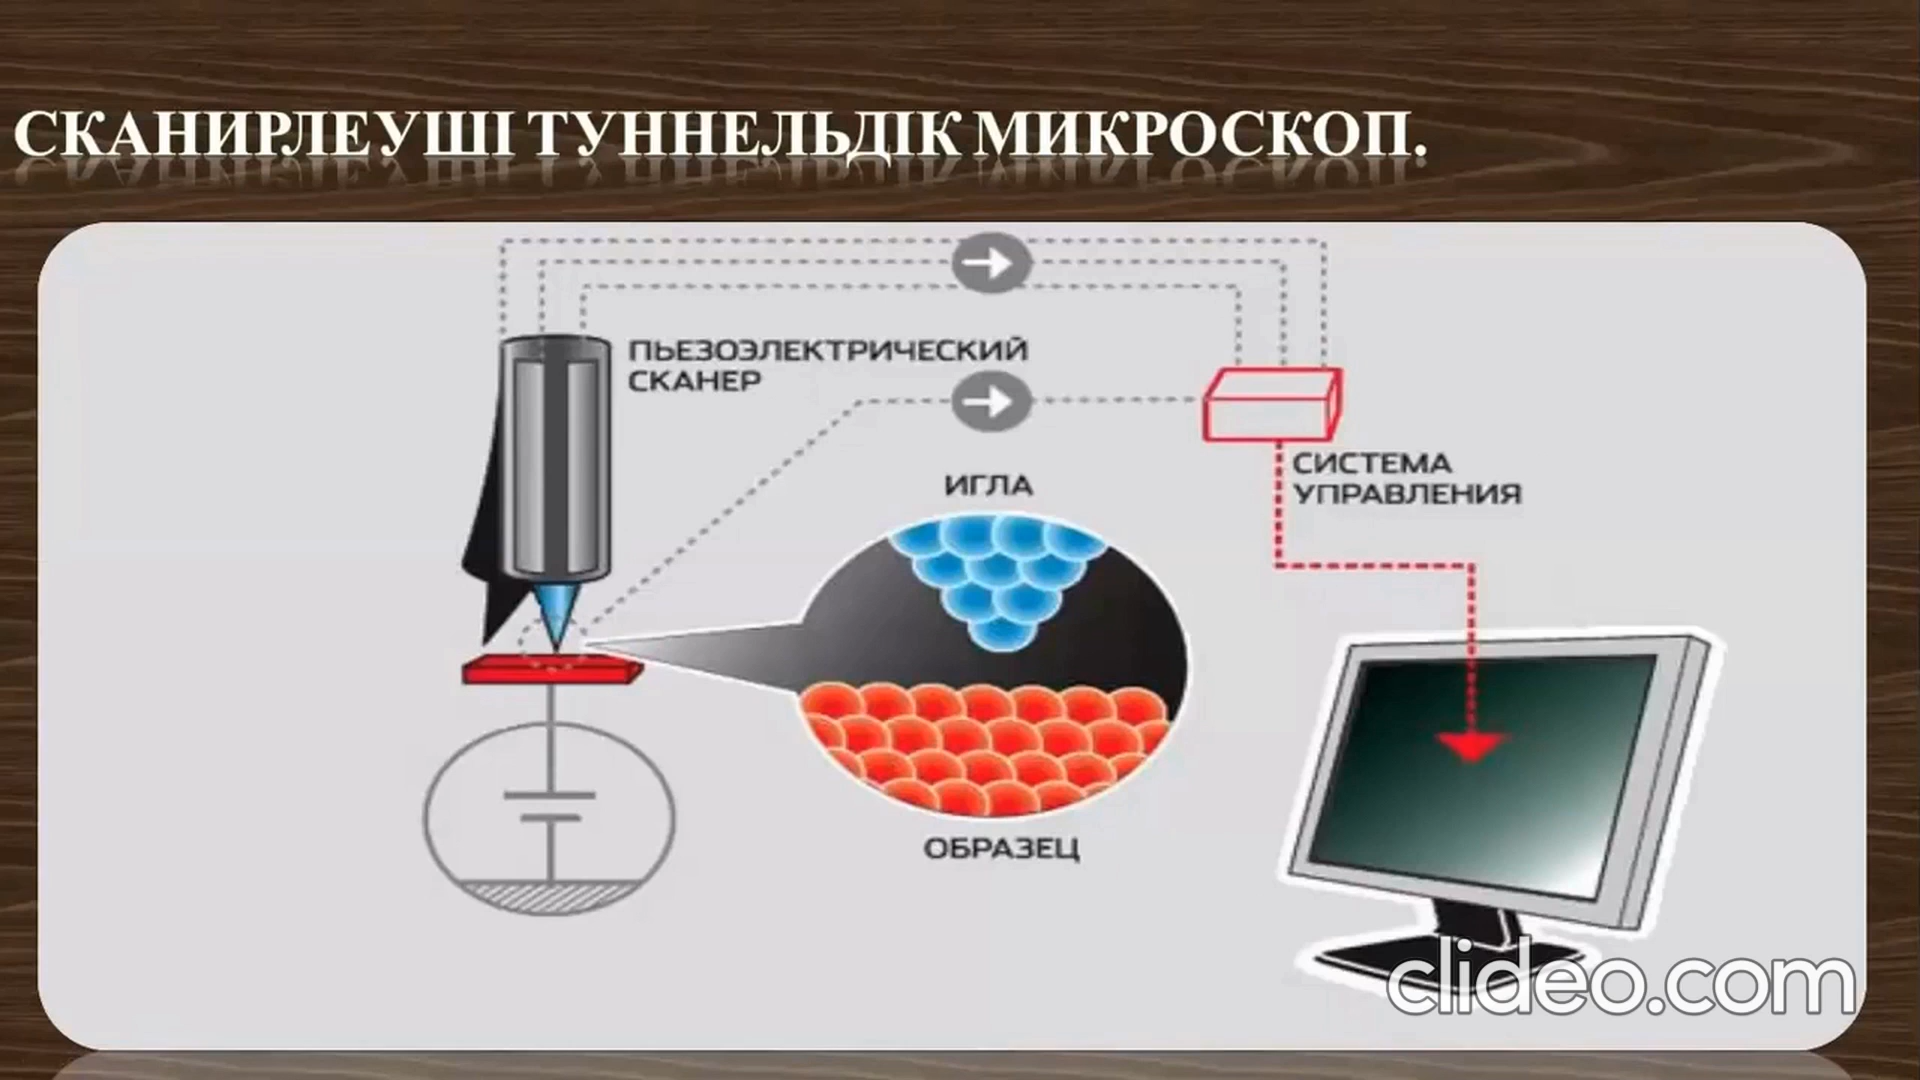 СКАНИРЛЕУШІ ТУННЕЛЬДІК МИКРОСКОП.
ПЬЕЗОЭЛЕКТРИЧЕСКИЙ
СКАНЕР
ИГЛА
СИСТЕМА
УПРАВЛЕНИЯ
ОБРАЗЕЦ
clideo.com